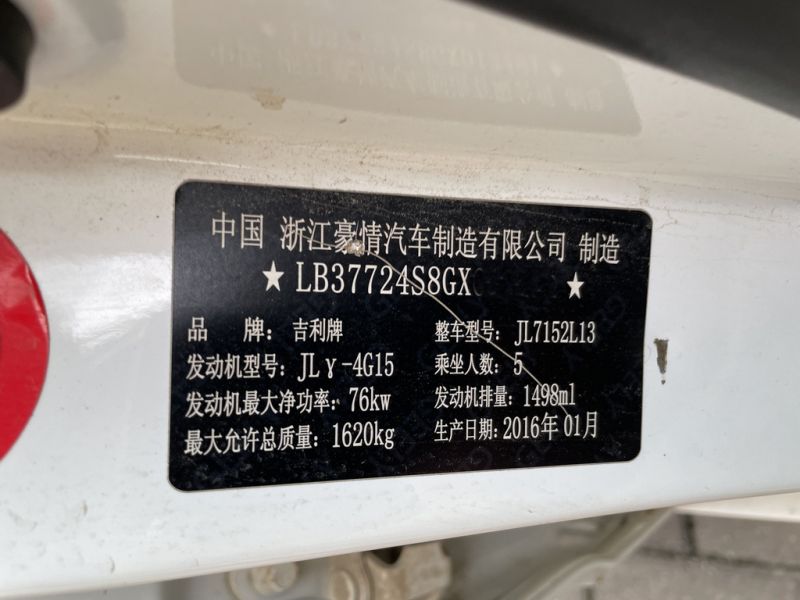 中国 浙江豪情汽车制造有限公司 制造
★LB37724S8GX ★
品 牌：吉利牌 整车型号：JL7152L13
发动机型号：JLγ-4G15 乘坐人数：5
发动机最大净功率：76kw 发动机排量：1498ml
最大允许总质量：1620kg 生产日期：2016年 01月